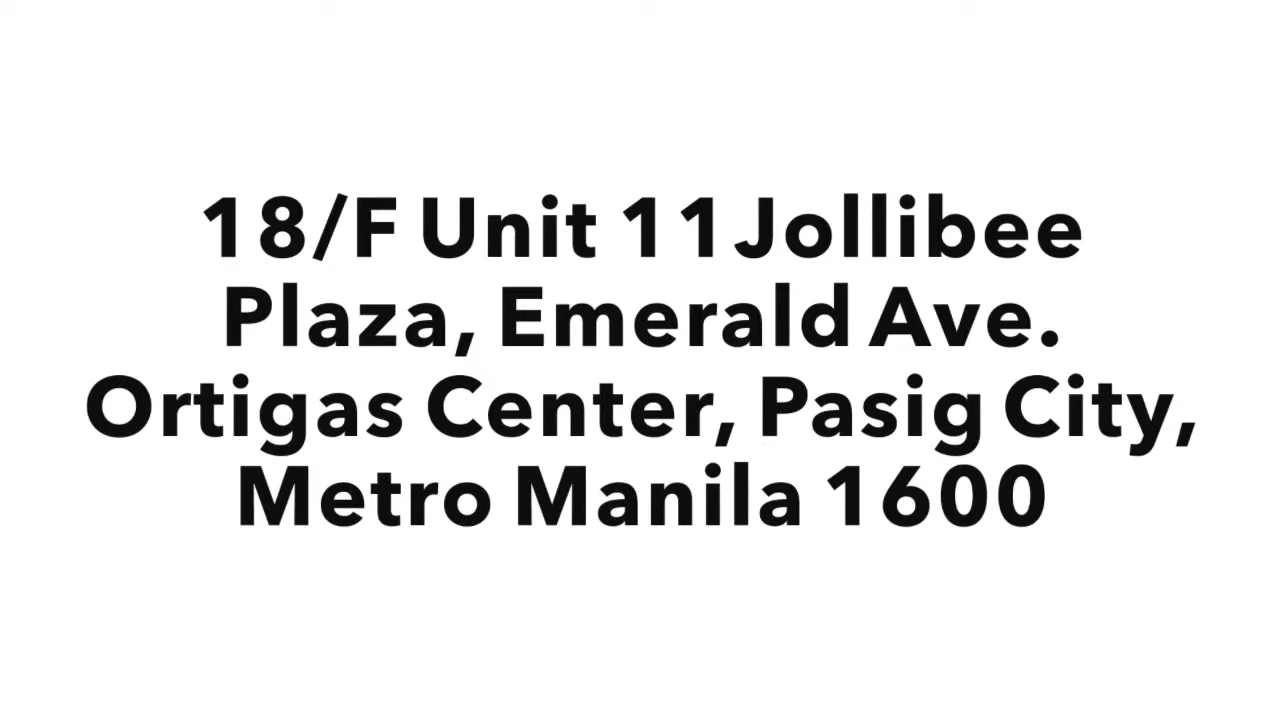 18/F Unit 11 Jollibee
Plaza, Emerald Ave.
Ortigas Center, Pasig City,
Metro Manila 1600